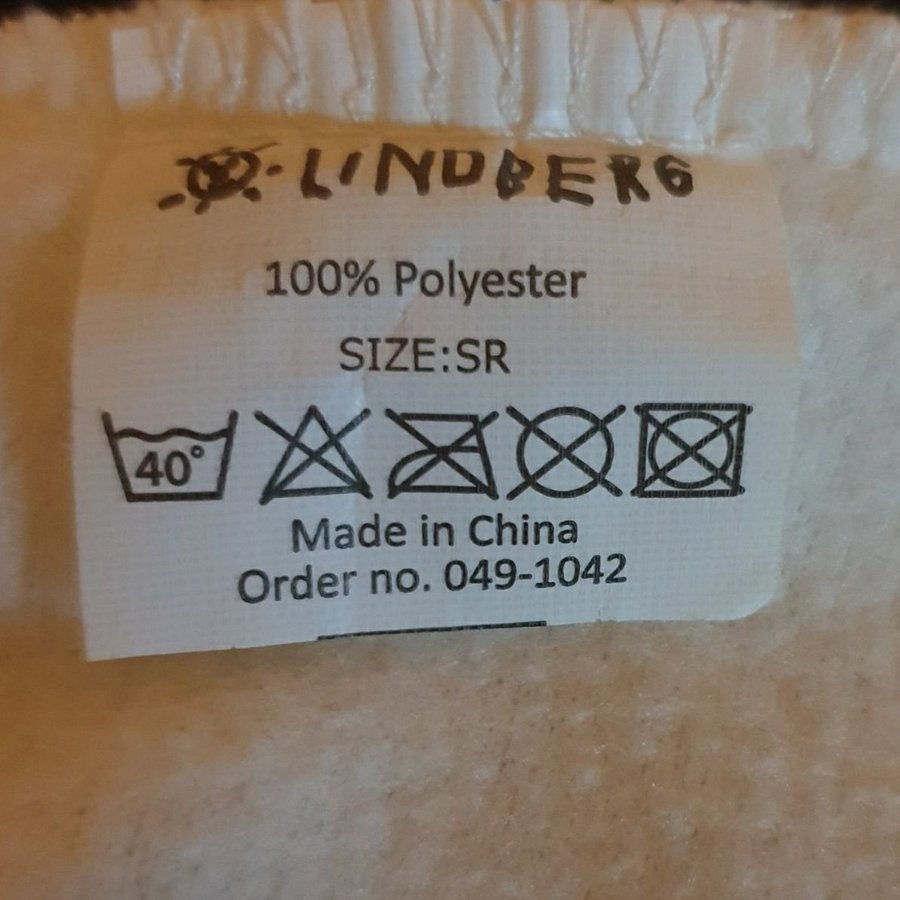 LINDBERG
100% Polyester
SIZE:SR
40°
Made in China
Order no. 049-1042